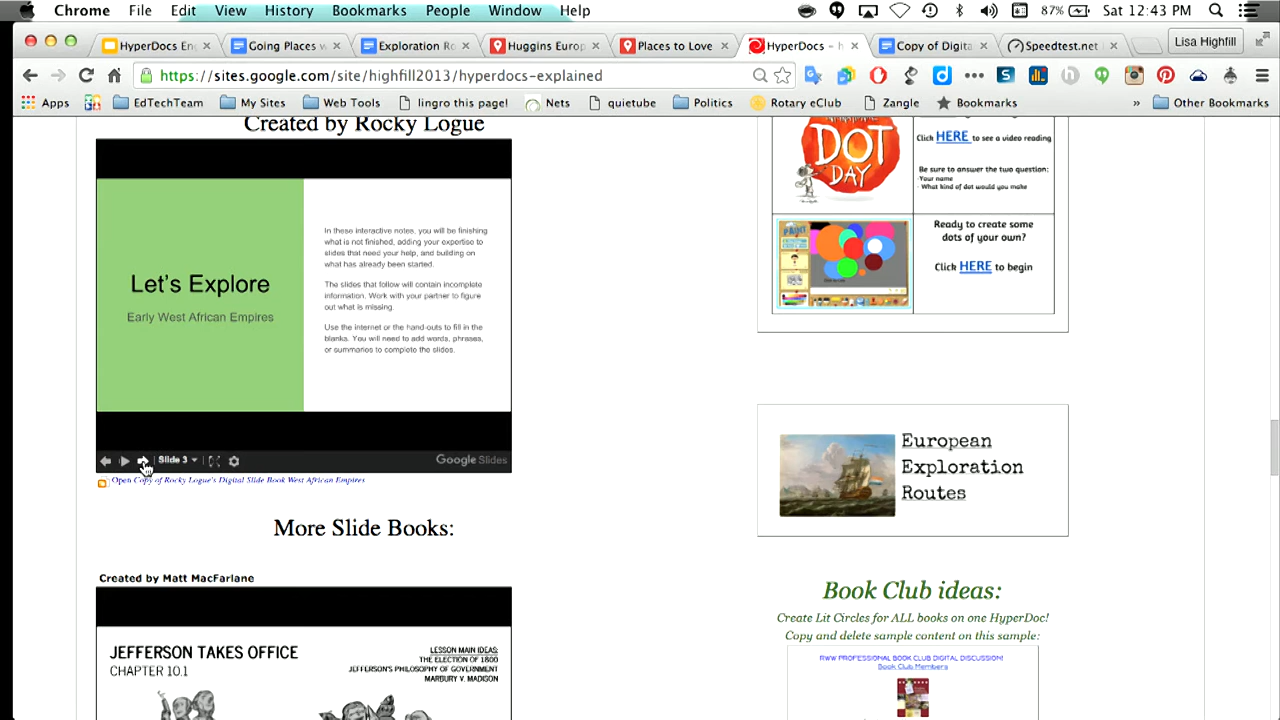 Chrome File Edit View History Bookmarks People Window Help 87% Sat 12:43 PM
HyperDocs En Going Places v Exploration Ro Huggins Euro Places to Love HyperDocs – h Copy of Digita Speedtest.net Lisa Highfill
https://sites.google.com/site/highfill2013/hyperdocs-explained
Apps EdTechTeam My Sites Web Tools lingro this page! Nets quietube Politics Rotary eClub Zangle Bookmarks » Other Bookmarks
Created by Rocky Logue
Let's Explore
Early West African Empires
In these interactive notes, you will be finishing
what is not finished, adding your expertise to
slides that need your help, and building on
what has already been started.
The slides that follow will contain incomplete
information. Work with your partner to figure
out what is missing.
Use the internet or the hand-outs to fill in the
blanks. You will need to add words, phrases,
or summaries to complete the slides.
Slide 3
Google Slides
Open Copy of Rocky Logue's Digital Slide Book West African Empires
More Slide Books:
Created by Matt MacFarlane
JEFFERSON TAKES OFFICE
CHAPTER 10.1
LESSON MAIN IDEAS:
THE ELECTION OF 1800
JEFFERSON'S PHILOSOPHY OF GOVERNMENT
MARBURY V. MADISON
DOT
DAY
Click HERE to see a video reading
Be sure to answer the two question:
-Your name
- What kind of dot would you make
Ready to create some
dots of your own?
Click HERE to begin
European
Exploration
Routes
Book Club ideas:
Create Lit Circles for ALL books on one HyperDoc!
Copy and delete sample content on this sample:
RWW PROFESSIONAL BOOK CLUB DIGITAL DISCUSSION!
Book Club Members